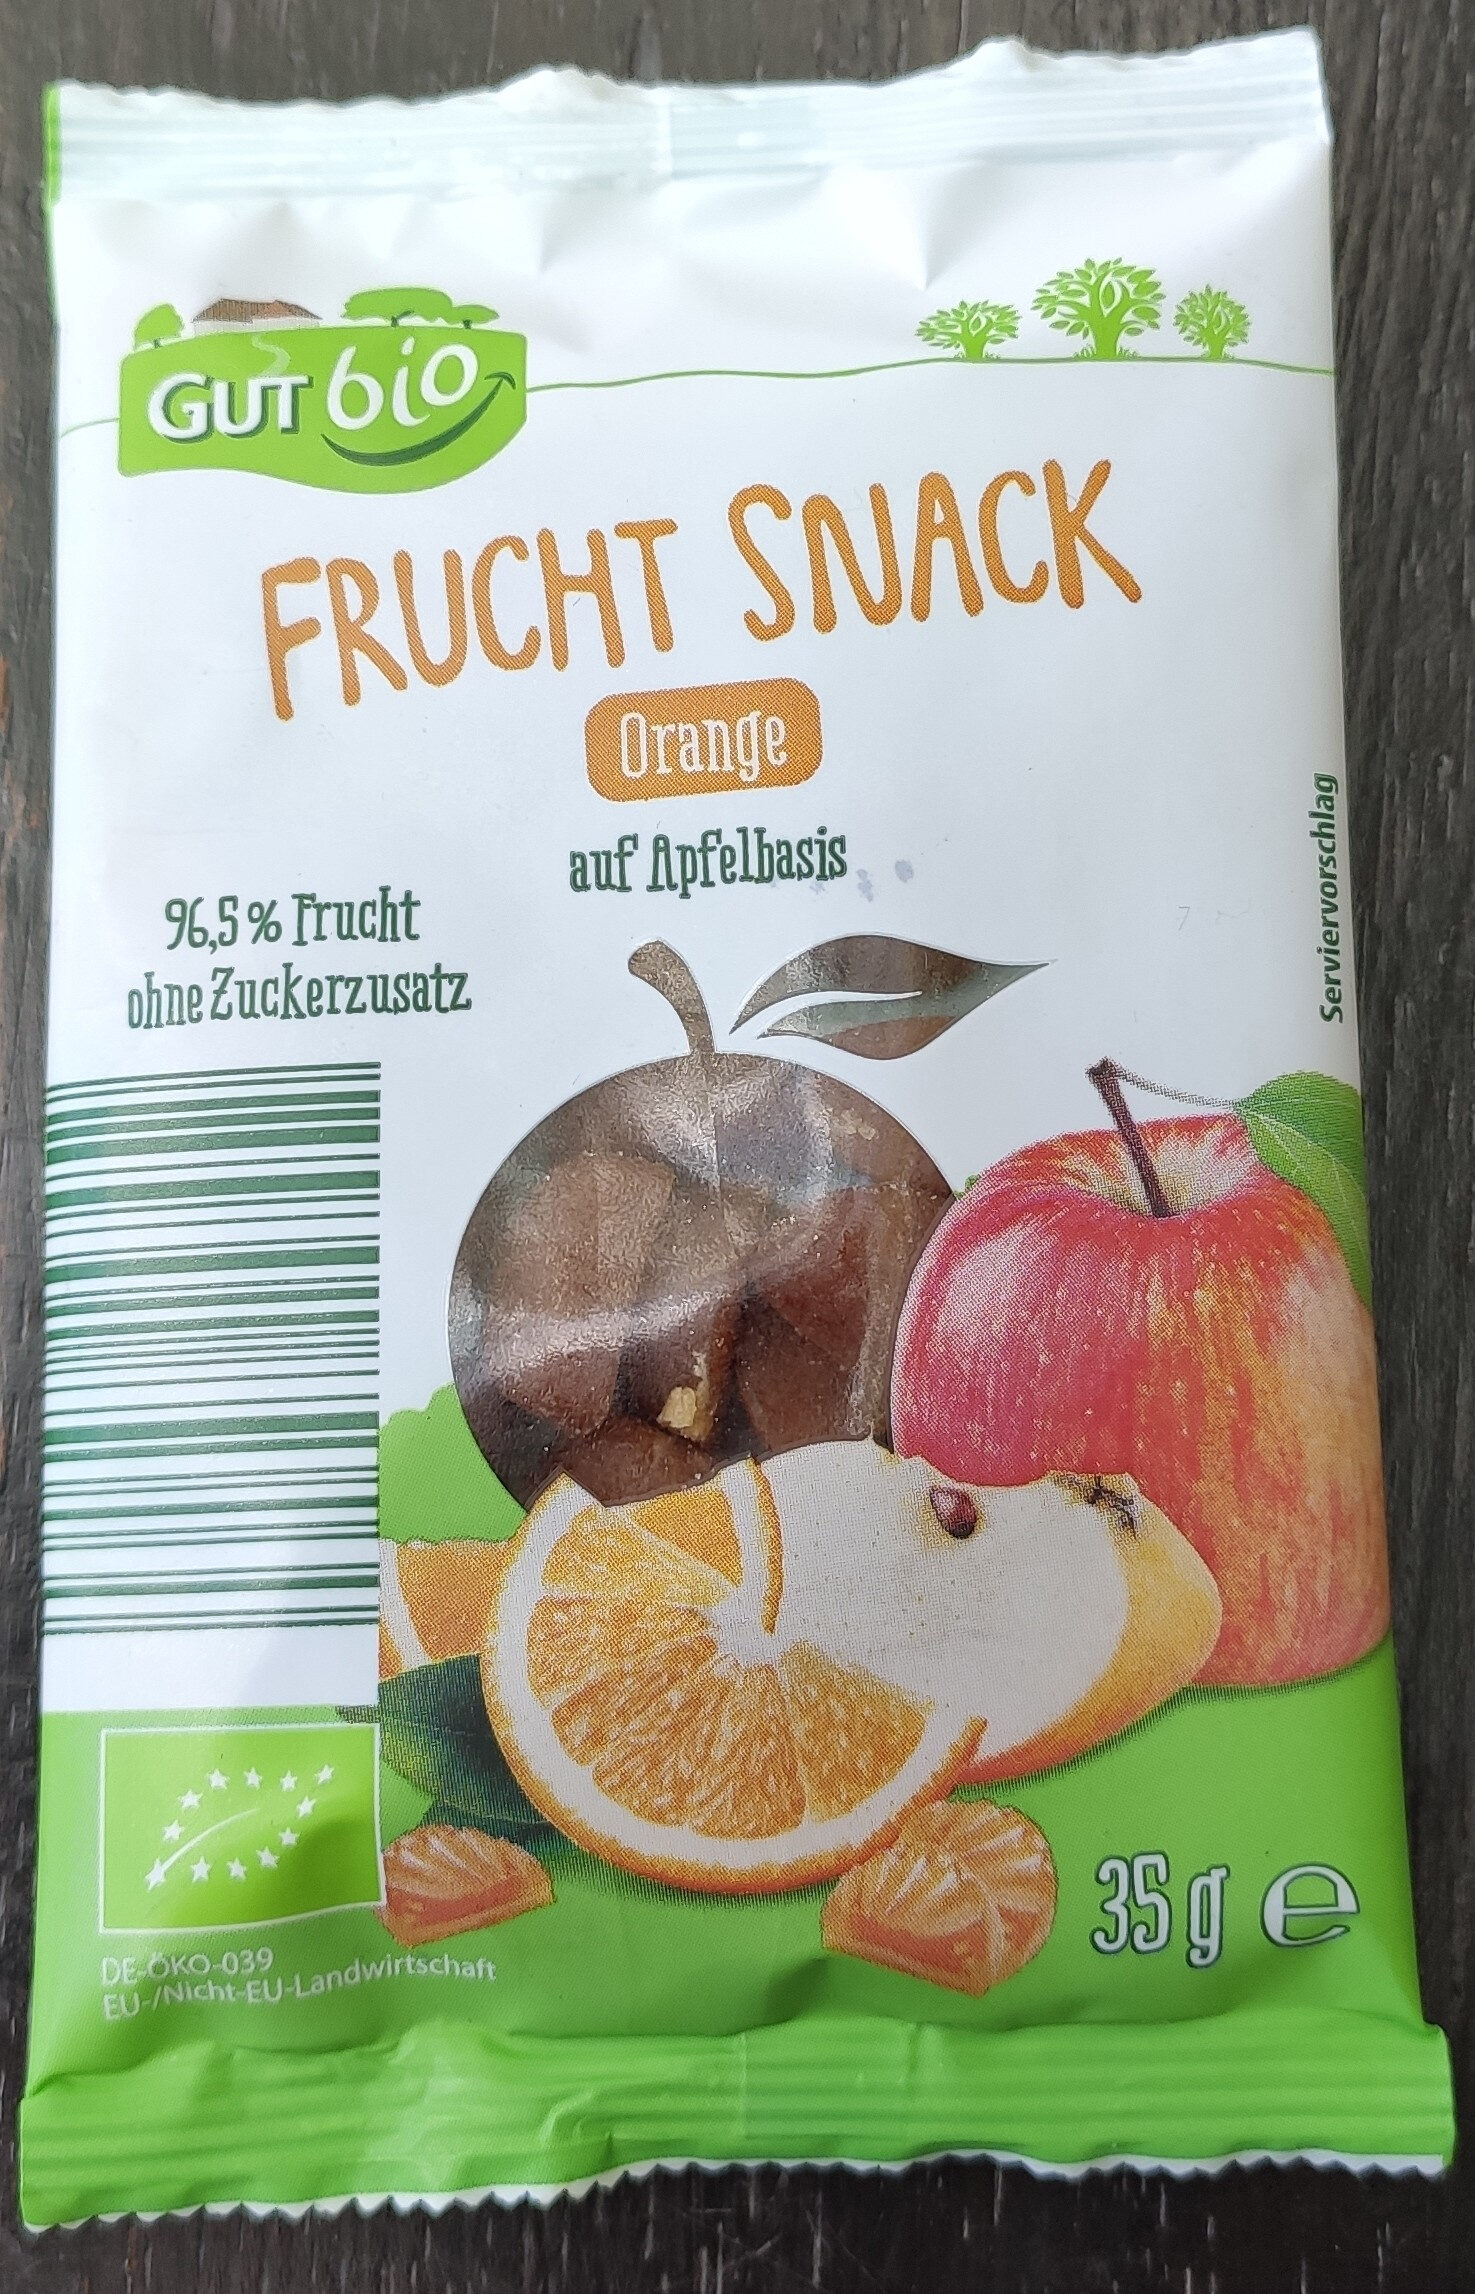 GUT bio
FRUCHT SNACK
Orange
auf Apfelbasis
96,5 % Frucht
ohne Zuckerzusatz
Serviervorschlag
35 g e
DE-ÖKO-039
EU-/Nicht-EU-Landwirtschaft